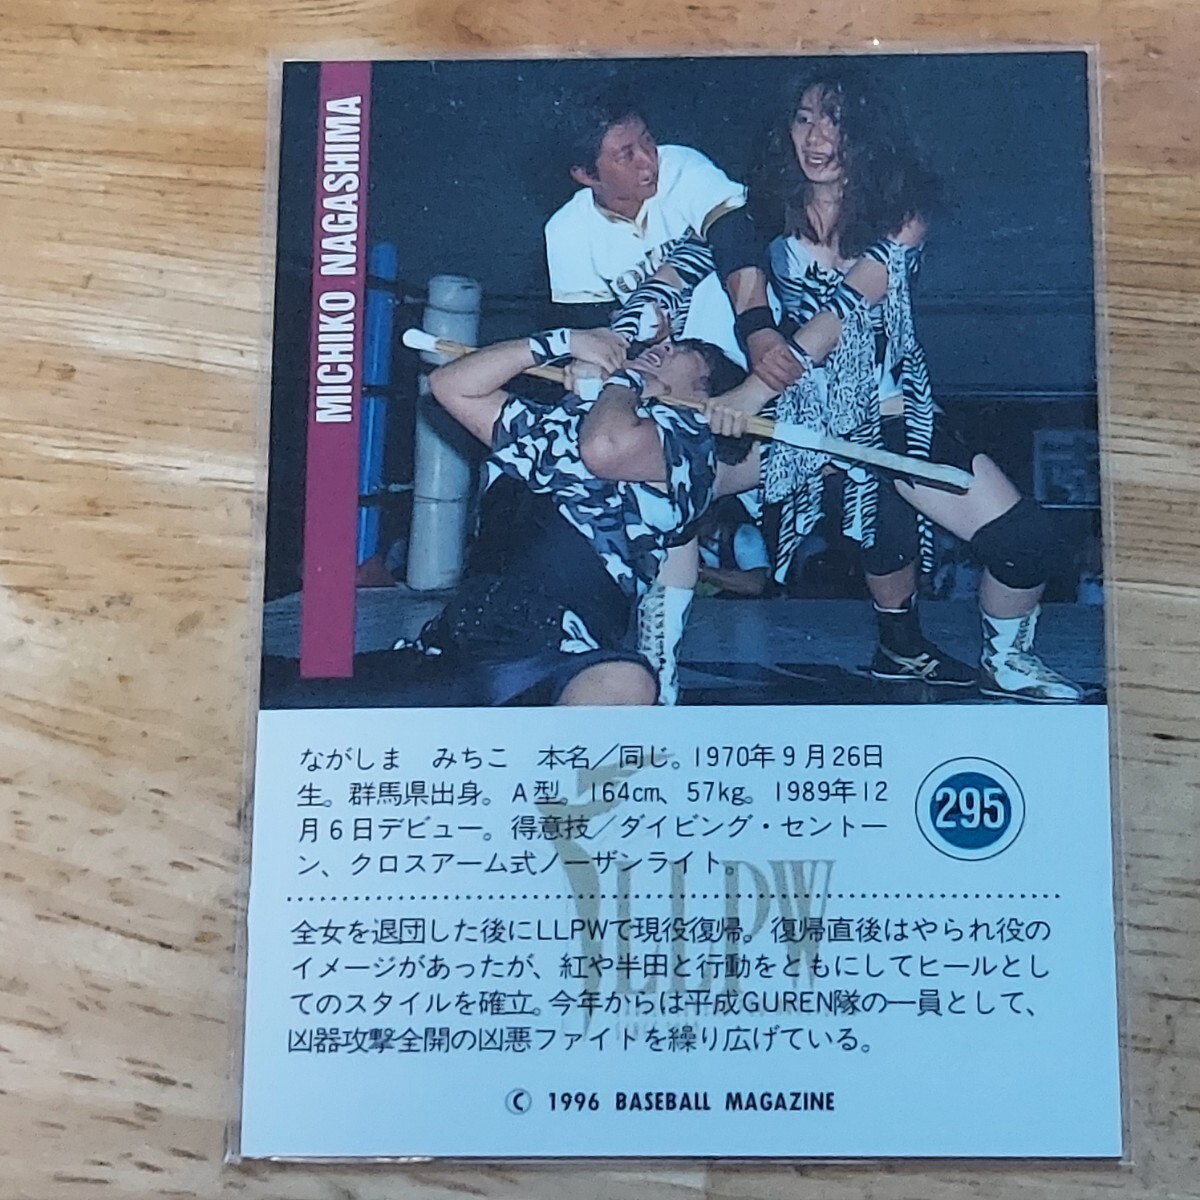 MICHIKO NAGASHIMA
ながしま　みちこ　本名／同じ。1970年9月26日
生。群馬県出身。A型。164cm、57kg。1989年12
月6日デビュー。得意技／ダイビング・セントー
ン、クロスアーム式ノーザンライト。
295
LLPW
全女を退団した後にLLPWで現役復帰。復帰直後はやられ役の
イメージがあったが、紅や半田と行動をともにしてヒールとし
てのスタイルを確立。今年からは平成GUREN隊の一員として、
凶器攻撃全開の凶悪ファイトを繰り広げている。
© 1996 BASEBALL MAGAZINE